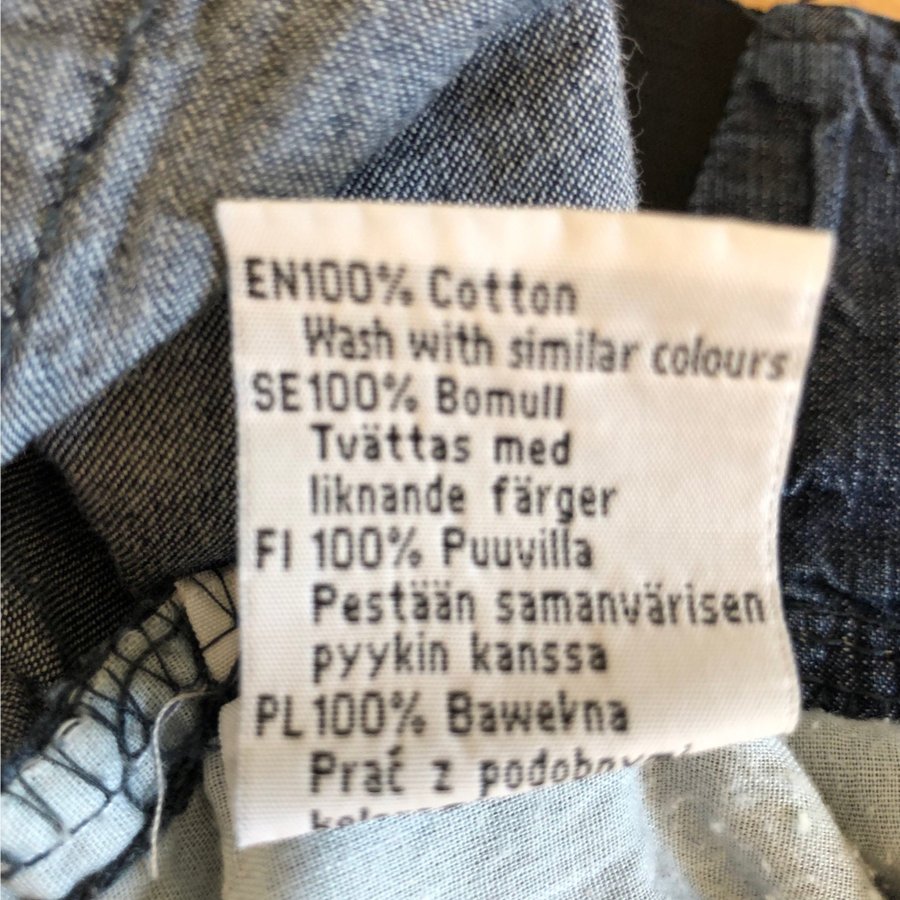 EN100% Cotton
Wash with similar colours
SE100% Bomull
Tvättas med
liknande färger
FI 100% Puuvilla
Pestään samanvärisen
pyykin kanssa
PL100% Bawełna
Prać z